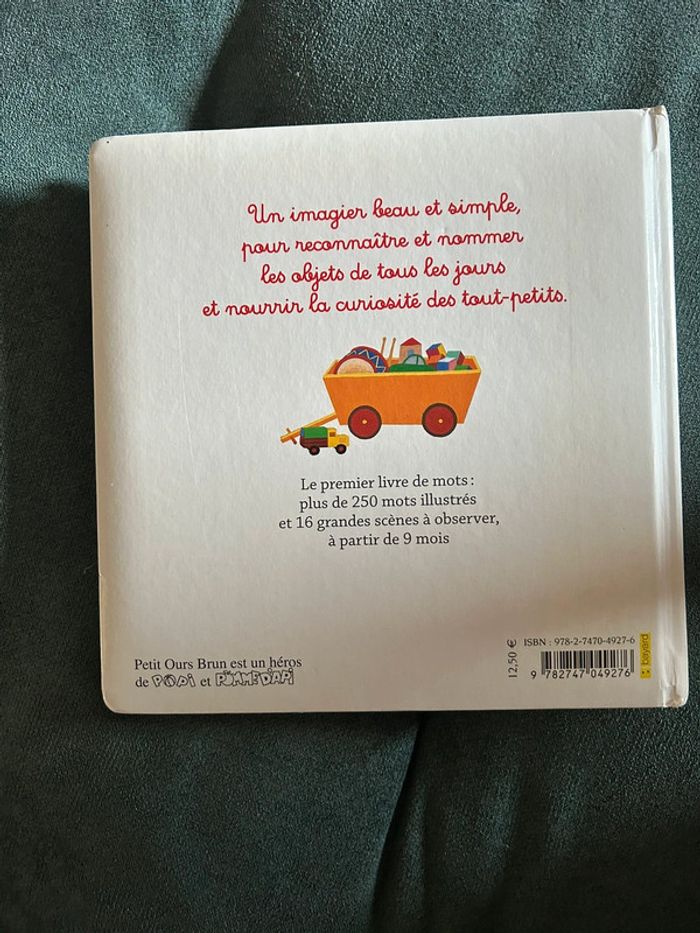 Un imagier beau et simple,
pour reconnaître et nommer
les objets de tous les jours
et nourrir la curiosité des tout-petits.
Le premier livre de mots :
plus de 250 mots illustrés
et 16 grandes scènes à observer,
à partir de 9 mois
Petit Ours Brun est un héros
de POPI et POMME D'API
12,50 €
ISBN : 978-2-7470-4927-6
9 782747 049276
bayard